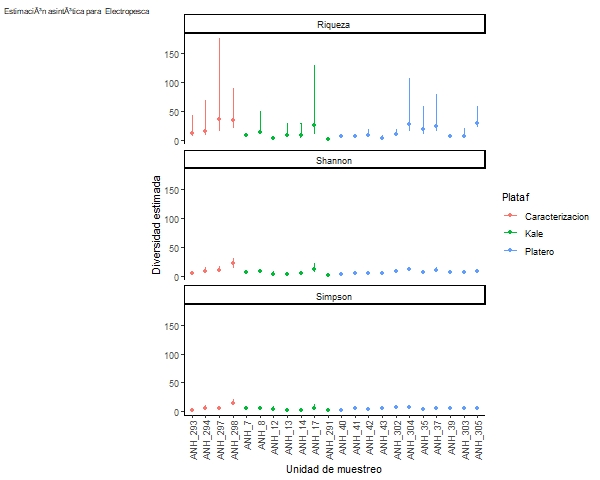 EstimaciÃ³n asintÃ³tica para Electropesca
Riqueza
150
100
50
0
Shannon
150
100
50
0
Simpson
150
100
50
0
Diversidad estimada
ANH_293
ANH_294
ANH_297
ANH_298
ANH_7
ANH_8
ANH_12
ANH_13
ANH_14
ANH_17
ANH_291
ANH_40
ANH_41
ANH_42
ANH_43
ANH_302
ANH_304
ANH_35
ANH_37
ANH_39
ANH_303
ANH_305
Unidad de muestreo
Plataf
Caracterizacion
Kale
Platero